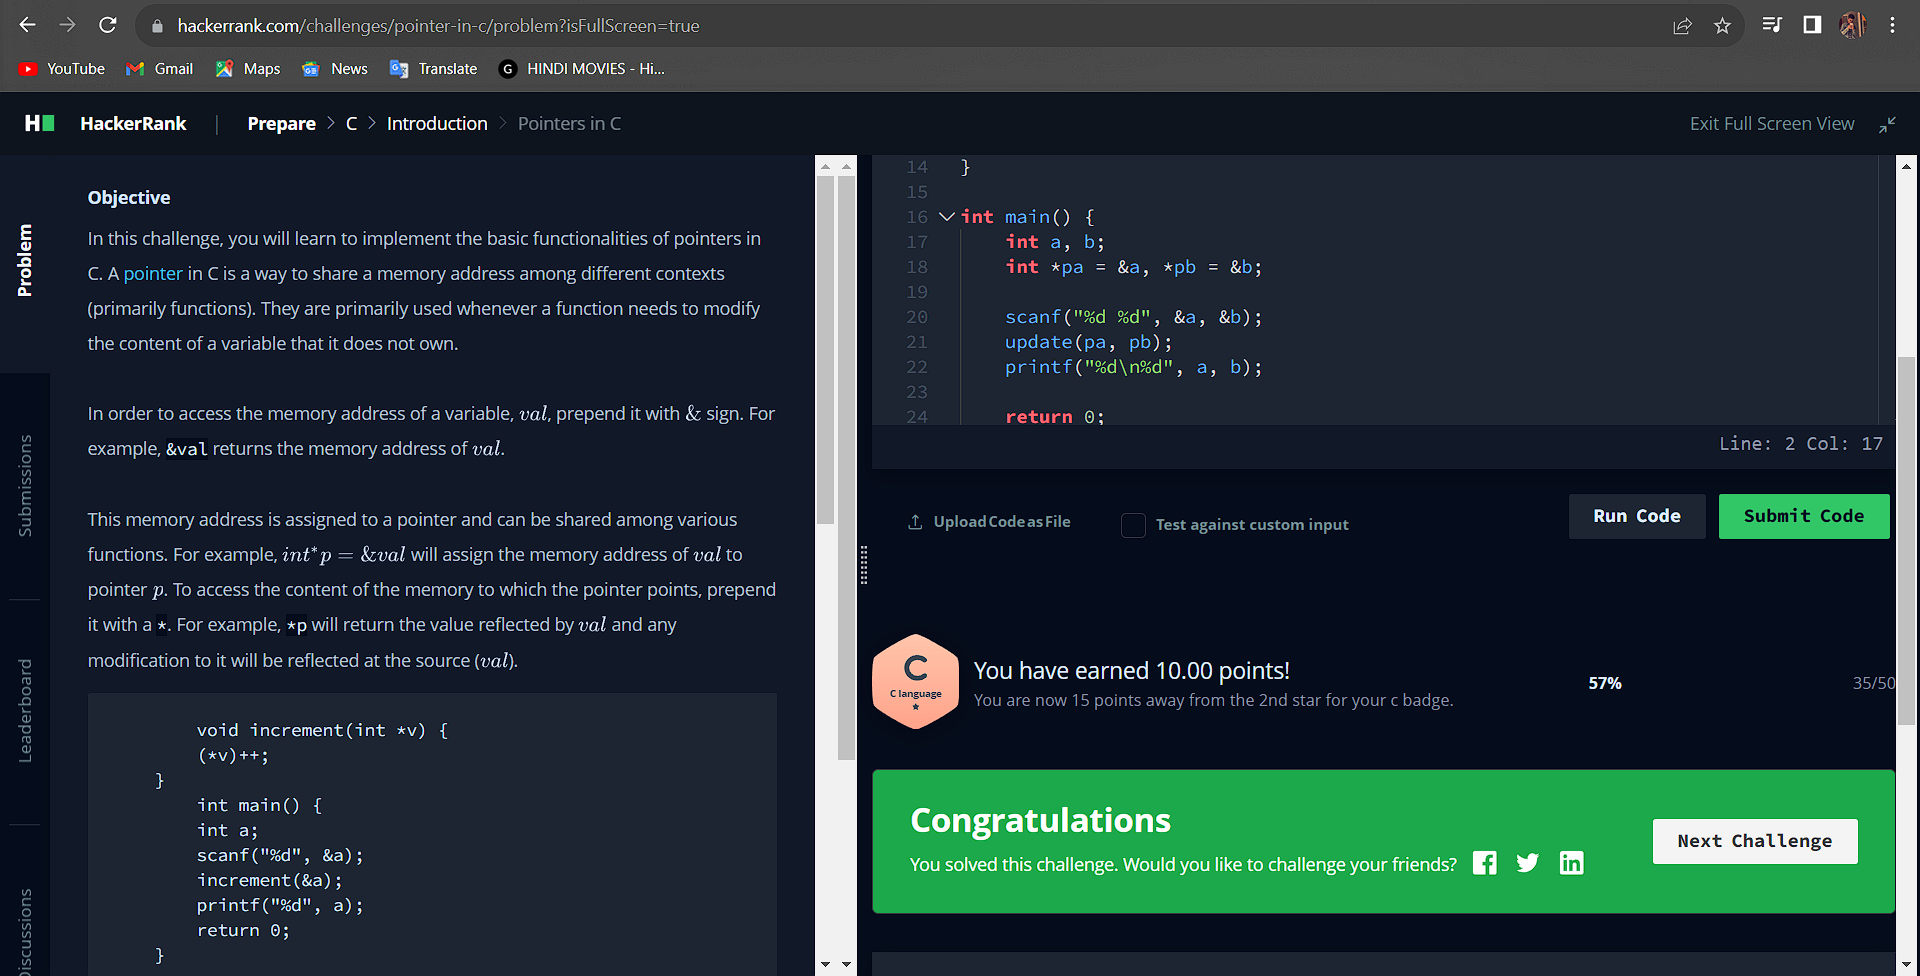 hackerrank.com/challenges/pointer-in-c/problem?isFullScreen=true
YouTube Gmail Maps News Translate G HINDI MOVIES - Hi...
H HackerRank | Prepare > C > Introduction > Pointers in C Exit Full Screen View
Problem
Submissions
Leaderboard
Discussions
Objective
In this challenge, you will learn to implement the basic functionalities of pointers in
C. A pointer in C is a way to share a memory address among different contexts
(primarily functions). They are primarily used whenever a function needs to modify
the content of a variable that it does not own.
In order to access the memory address of a variable, val, prepend it with & sign. For
example, &val returns the memory address of val.
This memory address is assigned to a pointer and can be shared among various
functions. For example, int* p = &val will assign the memory address of val to
pointer p. To access the content of the memory to which the pointer points, prepend
it with a *. For example, *p will return the value reflected by val and any
modification to it will be reflected at the source (val).
void increment(int *v) {
(*v)++;
}
int main() {
int a;
scanf("%d", &a);
increment(&a);
printf("%d", a);
return 0;
}
14 }
15
16 int main() {
17 int a, b;
18 int *pa = &a, *pb = &b;
19
20 scanf("%d %d", &a, &b);
21 update(pa, pb);
22 printf("%d\n%d", a, b);
23
24 return 0;
Line: 2 Col: 17
Upload Code as File Test against custom input Run Code Submit Code
C
C language
You have earned 10.00 points!
You are now 15 points away from the 2nd star for your c badge.
57% 35/50
Congratulations
You solved this challenge. Would you like to challenge your friends?
Next Challenge